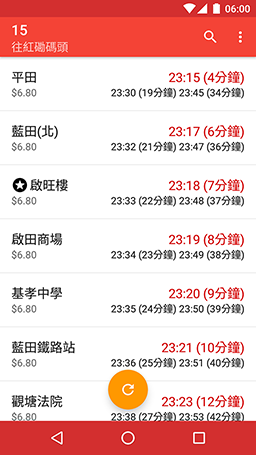 06:00
15
往紅磡碼頭
平田 23:15 (4分鐘)
$6.80 23:30 (19分鐘) 23:45 (34分鐘)
藍田(北) 23:17 (6分鐘)
$6.80 23:32 (21分鐘) 23:47 (36分鐘)
啟旺樓 23:18 (7分鐘)
$6.80 23:33 (22分鐘) 23:48 (37分鐘)
啟田商場 23:19 (8分鐘)
$6.80 23:34 (23分鐘) 23:49 (38分鐘)
基孝中學 23:20 (9分鐘)
$6.80 23:35 (24分鐘) 23:50 (39分鐘)
藍田鐵路站 23:21 (10分鐘)
$6.80 23:36 (25分鐘) 23:51 (40分鐘)
觀塘法院 23:23 (12分鐘)
$6.80 23:38 (27分鐘) 23:53 (42分鐘)